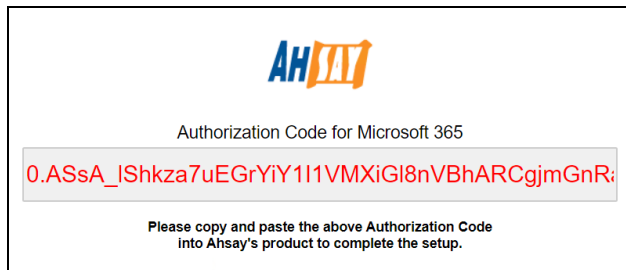 AHSAY
Authorization Code for Microsoft 365
0.ASsA_lShkza7uEGrYiY1I1VMXiGl8nVBhARCgjmGnRa
Please copy and paste the above Authorization Code
into Ahsay's product to complete the setup.